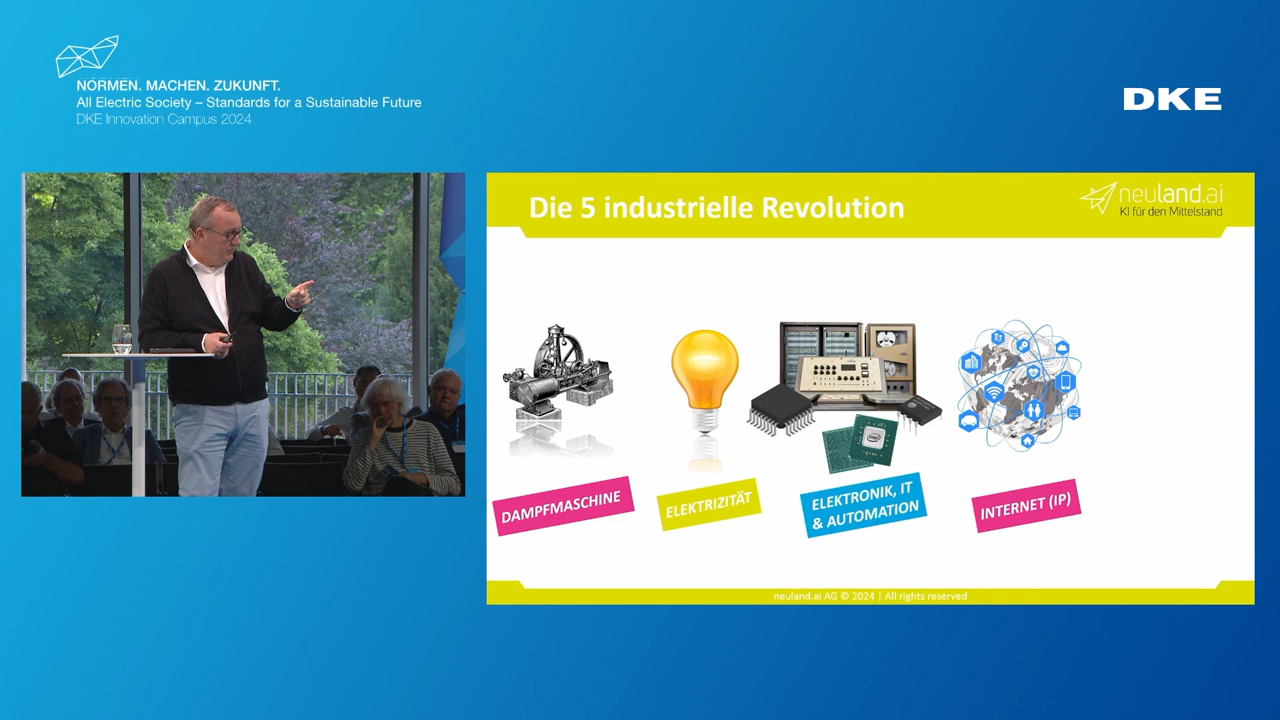 NORMEN. MACHEN. ZUKUNFT.
All Electric Society – Standards for a Sustainable Future
DKE Innovation Campus 2024
DKE
Die 5 industrielle Revolution
neuland.ai
KI für den Mittelstand
DAMPFMASCHINE
ELEKTRIZITÄT
ELEKTRONIK, IT
& AUTOMATION
INTERNET (IP)
neuland.ai AG © 2024 | All rights reserved